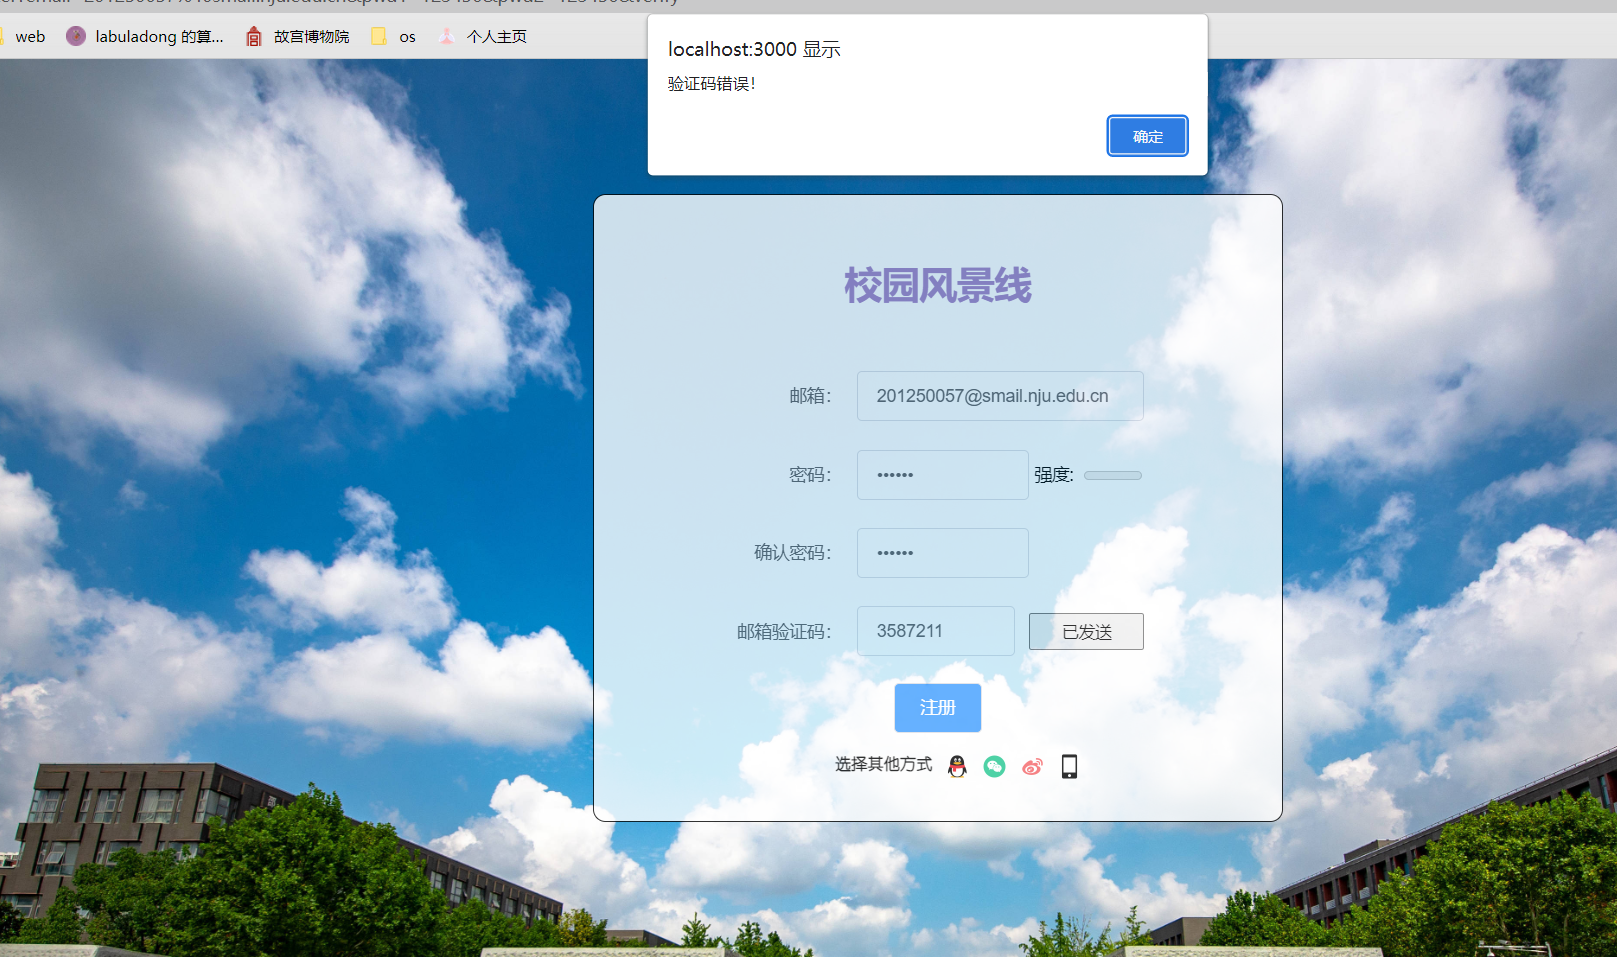 web
labuladong 的算...
故宫博物院
os
个人主页
localhost:3000 显示
验证码错误！
确定
校园风景线
邮箱：
201250057@smail.nju.edu.cn
密码：
••••••
强度:
确认密码：
••••••
邮箱验证码：
3587211
已发送
注册
选择其他方式